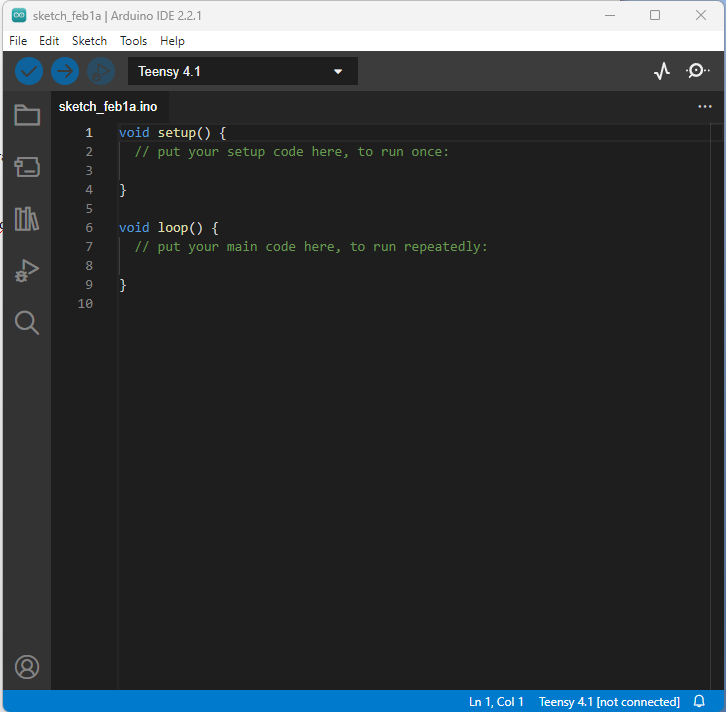 sketch_feb1a | Arduino IDE 2.2.1
File Edit Sketch Tools Help
Teensy 4.1
sketch_feb1a.ino
1 void setup() {
2   // put your setup code here, to run once:
3
4 }
5
6 void loop() {
7   // put your main code here, to run repeatedly:
8
9 }
10
Ln 1, Col 1 Teensy 4.1 [not connected]